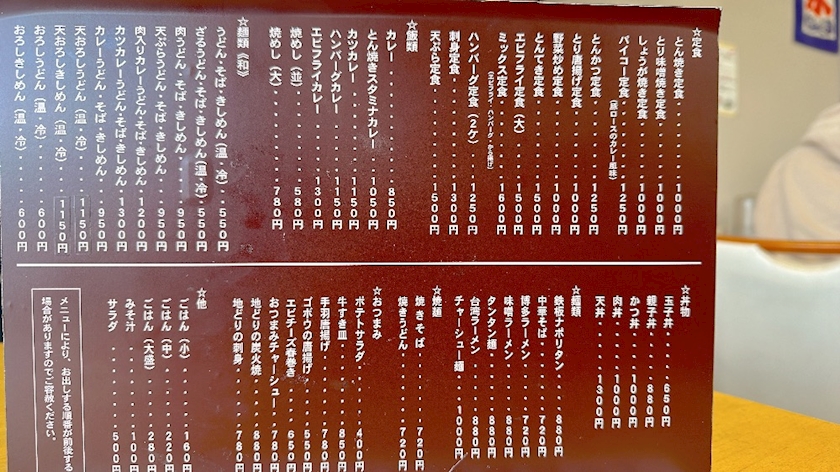 ☆定食
とん焼き定食・・・・・・・1000円
とり味噌焼き定食・・・・・1000円
しょうが焼き定食・・・・・1000円
パイコー定食・・・・・・・1250円
(豚ロースのカレー風味)
とんかつ定食・・・・・・・1250円
とり唐揚げ定食・・・・・・1000円
野菜炒め定食・・・・・・・1000円
とんてき定食・・・・・・・1500円
エビフライ定食(大)・・・・1500円
ミックス定食・・・・・・・1600円
(エビフライ・ハンバーグ・から揚げ)
ハンバーグ定食(2ケ)・・・1250円
刺身定食・・・・・・・・・1300円
天ぷら定食・・・・・・・・1500円
☆飯類
カレー・・・・・・・・・・850円
とん焼きスタミナカレー・・1050円
カツカレー・・・・・・・・1150円
ハンバーグカレー・・・・・1150円
エビフライカレー・・・・・1300円
焼めし(並)・・・・・・・・580円
焼めし(大)・・・・・・・・780円
☆麺類(和)
うどん・そば・きしめん(温・冷)・550円
ざるうどん・そば・きしめん(温・冷)550円
肉うどん・そば・きしめん・・950円
天ぷらうどん・そば・きしめん・950円
肉入りカレーうどん・そば・きしめん・1200円
カツカレーうどん・そば・きしめん・1300円
カレーうどん・そば・きしめん・950円
天おろしうどん(温・冷)・・1150円
天おろしきしめん(温・冷)・・1150円
おろしうどん(温・冷)・・・600円
おろしきしめん(温・冷)・・600円
☆丼物
玉子丼・・・・・・650円
親子丼・・・・・・880円
かつ丼・・・・・・1000円
肉丼・・・・・・・1000円
天丼・・・・・・・1300円
☆麺類
鉄板ナポリタン・・・880円
中華そば・・・・・・720円
博多ラーメン・・・・720円
味噌ラーメン・・・・880円
タンタン麺・・・・・880円
台湾ラーメン・・・・880円
チャーシュー麺・・・1000円
☆焼麺
焼きそば・・・・・・720円
焼きうどん・・・・・720円
☆おつまみ
ポテトサラダ・・・・400円
牛すき皿・・・・・・850円
手羽唐揚げ・・・・・780円
ゴボウの唐揚げ・・・550円
エビチーズ春巻き・・650円
おつまみチャーシュー・780円
地どりの炭火焼・・・880円
地どりの刺身・・・・780円
☆他
ごはん(小)・・・・・160円
ごはん(中)・・・・・220円
ごはん(大盛)・・・・280円
みそ汁・・・・・・・100円
サラダ・・・・・・・500円
メニューにより、お出しする順番が前後する
場合がありますのでご容赦ください。